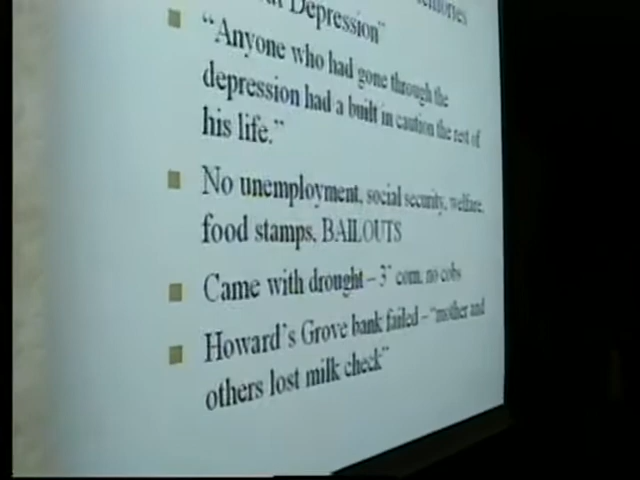 Depression"
"Anyone who had gone through the
depression had a built in caution the rest of
his life."
No unemployment, social security, welfare,
food stamps, BAILOUTS
Came with drought – 3" corn, no cobs
Howard's Grove bank failed – "mother and
others lost milk check"